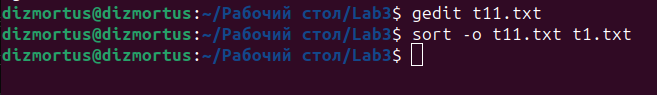 dizmortus@dizmortus:~/Рабочий стол/Lab3$ gedit t11.txt
dizmortus@dizmortus:~/Рабочий стол/Lab3$ sort -o t11.txt t1.txt
dizmortus@dizmortus:~/Рабочий стол/Lab3$